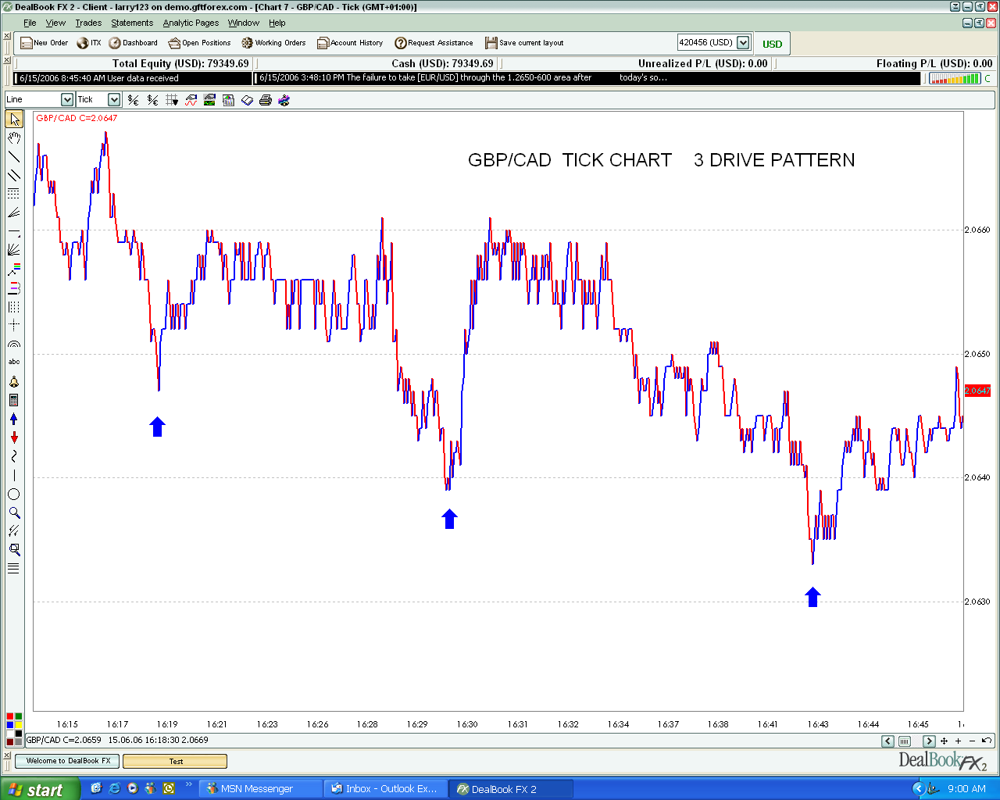 DealBook FX 2 - Client - larry123 on demo.gftforex.com - [Chart 7 - GBP/CAD - Tick (GMT+01:00)]
File View Trades Statements Analytic Pages Window Help
New Order ITX Dashboard Open Positions Working Orders Account History Request Assistance Save current layout 420456 (USD) USD
Total Equity (USD): 79349.69 Cash (USD): 79349.69 Unrealized P/L (USD): 0.00 Floating P/L (USD): 0.00
6/15/2006 8:45:40 AM User data received 6/15/2006 3:48:10 PM The failure to take [EUR/USD] through the 1.2650-600 area after today's so... C
Line Tick
GBP/CAD C=2.0647
GBP/CAD TICK CHART 3 DRIVE PATTERN
2.0660
2.0650
2.0647
2.0640
2.0630
abc
16:15 16:17 16:19 16:21 16:23 16:26 16:28 16:29 16:30 16:32 16:34 16:36 16:38 16:41 16:43 16:44 16:45
GBP/CAD C=2.0659 15.06.06 16:18:30 2.0669
Welcome to DealBook FX Test
DealBook FX 2
start MSN Messenger Inbox - Outlook Ex... DealBook FX 2 9:00 AM